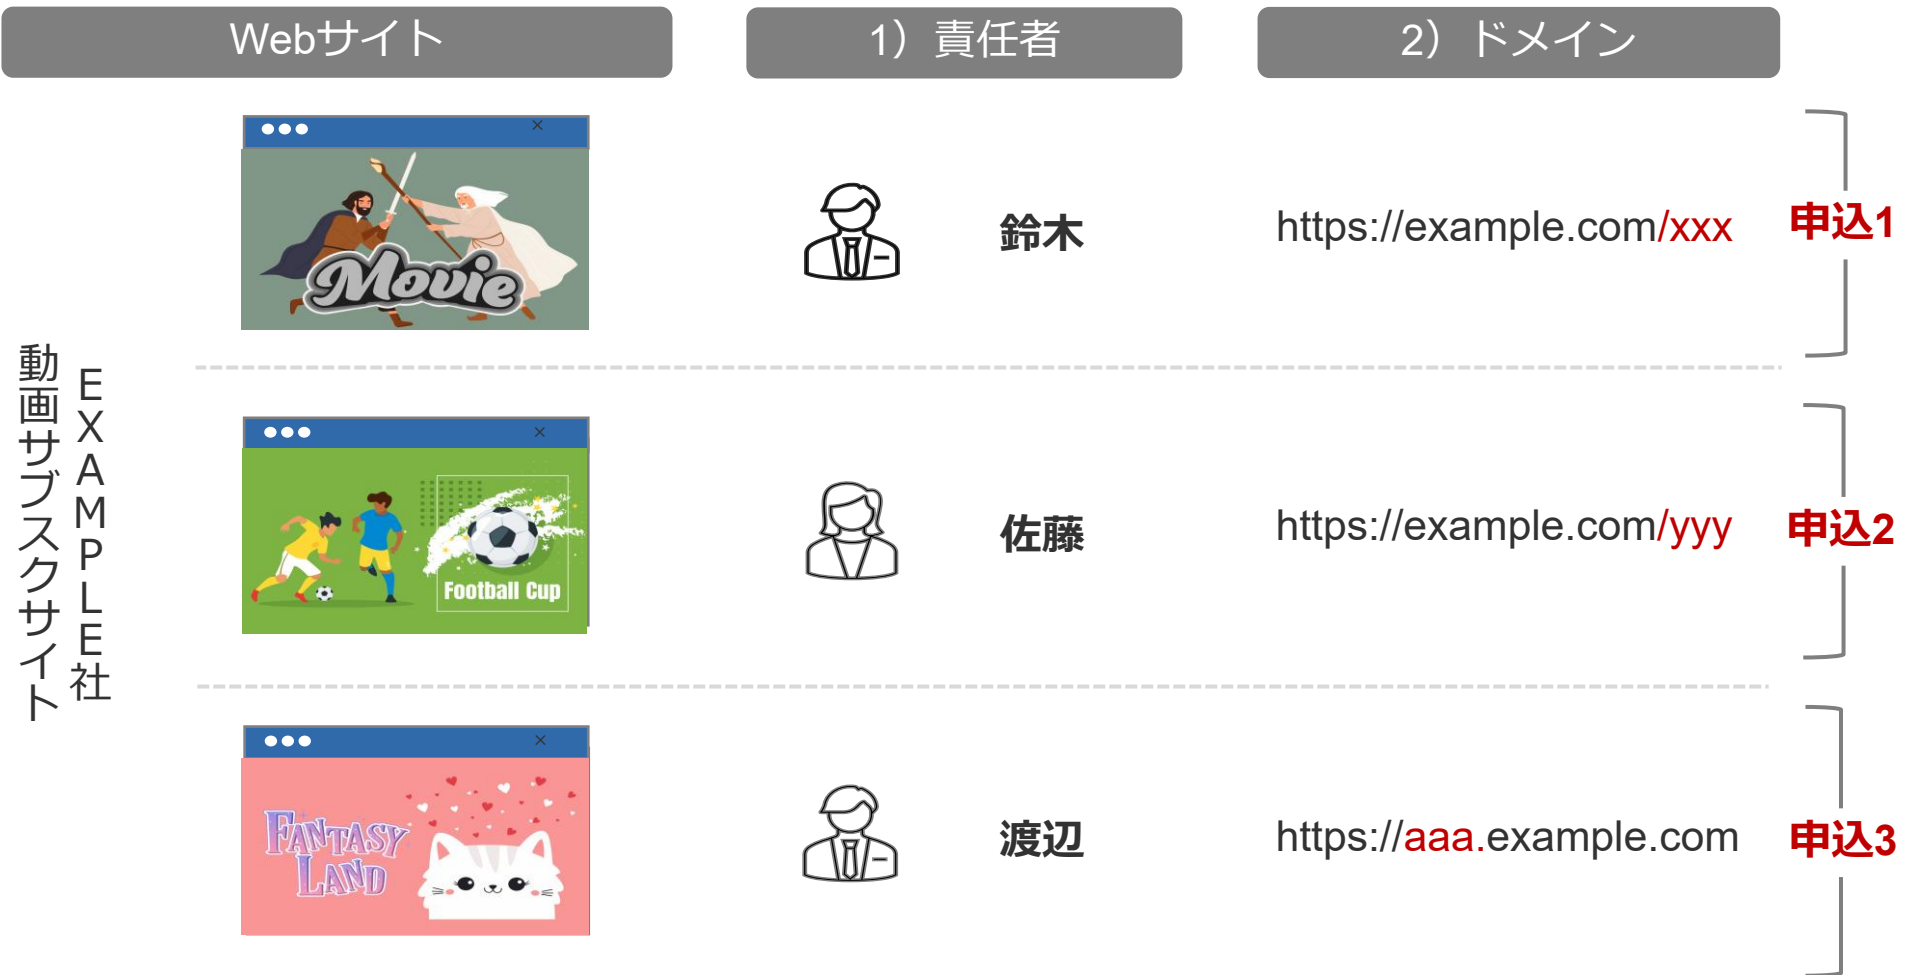 Webサイト
1）責任者
2）ドメイン
EXAMPLE社
動画サブスクサイト
Movie
鈴木
https://example.com/xxx
申込1
Football Cup
佐藤
https://example.com/yyy
申込2
FANTASY
LAND
渡辺
https://aaa.example.com
申込3